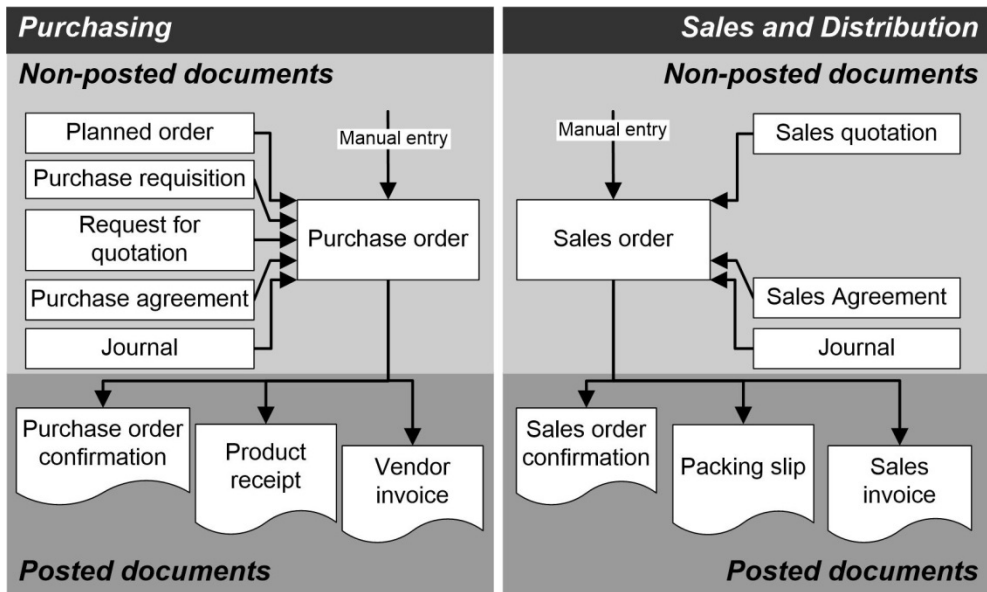 Purchasing
Non-posted documents
Planned order
Manual entry
Purchase requisition
Request for
quotation
Purchase order
Purchase agreement
Journal
Purchase order
confirmation
Product
receipt
Vendor
invoice
Posted documents
Sales and Distribution
Non-posted documents
Manual entry
Sales quotation
Sales order
Sales Agreement
Journal
Sales order
confirmation
Packing slip
Sales
invoice
Posted documents